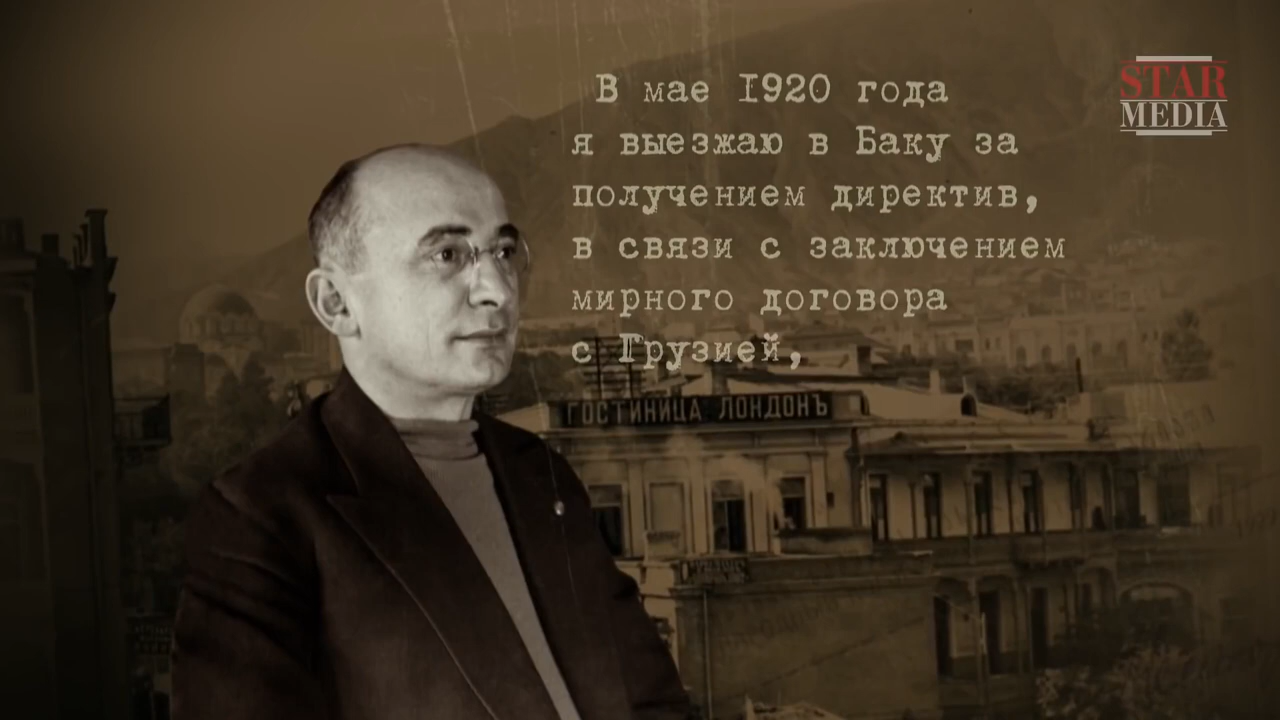 В мае 1920 года
я выезжаю в Баку за
получением директив,
в связи с заключением
мирного договора
с Грузией,
STAR
MEDIA
ГОСТИНИЦА ЛОНДОНЪ